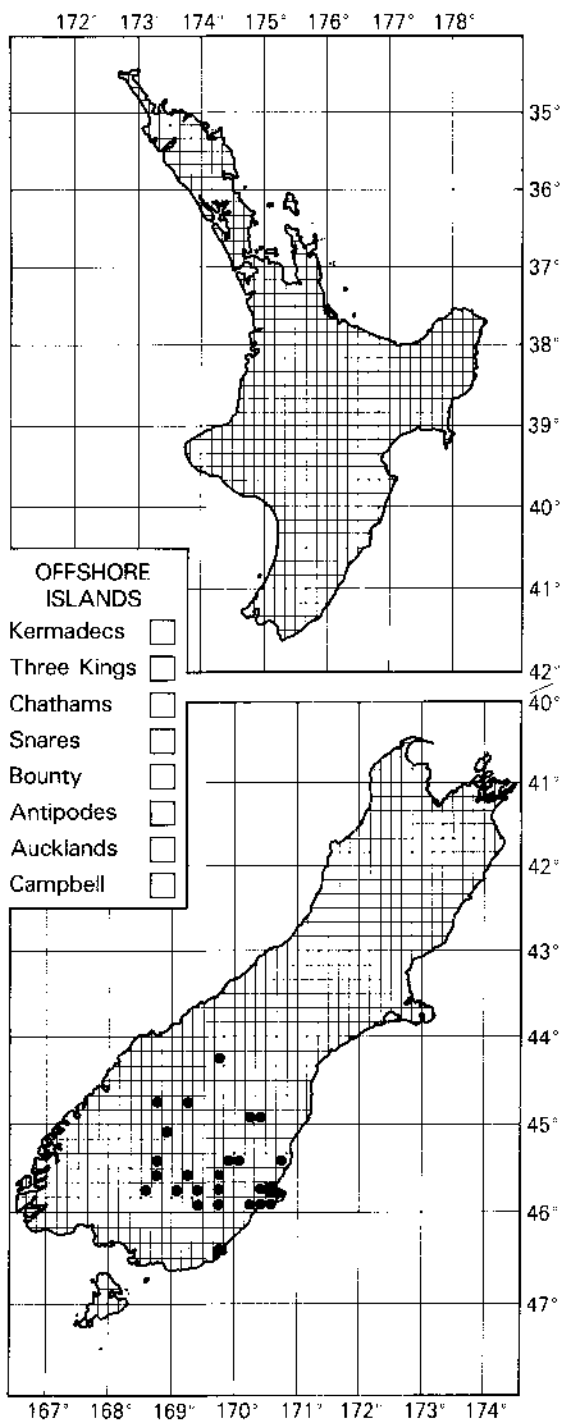 172° 173° 174° 175° 176° 177° 178°
35°
36°
37°
38°
39°
40°
41°
42°
OFFSHORE
ISLANDS
Kermadecs
Three Kings
Chathams
Snares
Bounty
Antipodes
Aucklands
Campbell
40°
41°
42°
43°
44°
45°
46°
47°
167° 168° 169° 170° 171° 172° 173° 174°